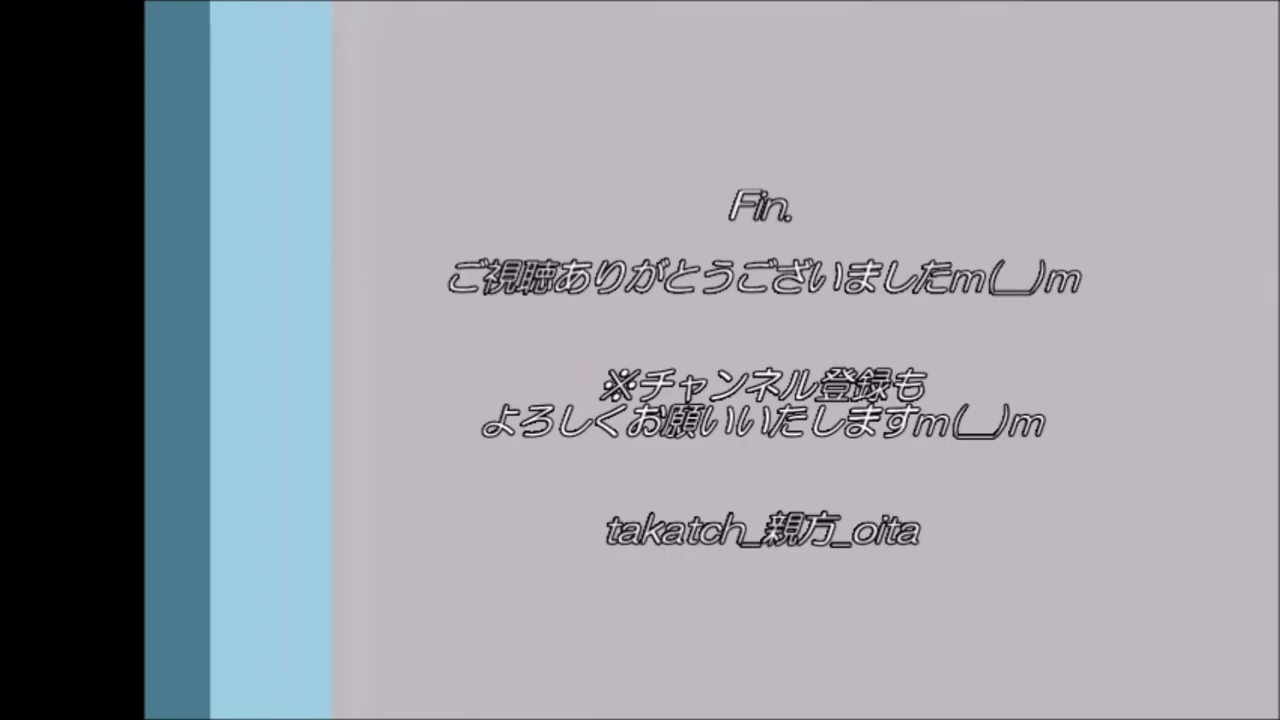 Fin.
ご視聴ありがとうございましたm(__)m
※チャンネル登録も
よろしくお願いいたしますm(__)m
takatch_親方_oita